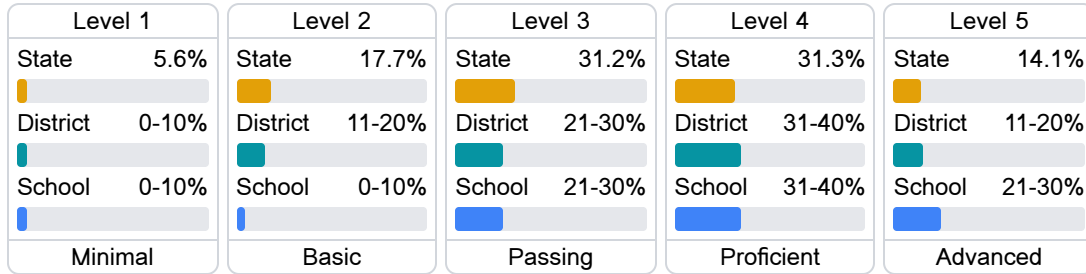 Level 1
State 5.6%
District 0-10%
School 0-10%
Minimal
Level 2
State 17.7%
District 11-20%
School 0-10%
Basic
Level 3
State 31.2%
District 21-30%
School 21-30%
Passing
Level 4
State 31.3%
District 31-40%
School 31-40%
Proficient
Level 5
State 14.1%
District 11-20%
School 21-30%
Advanced